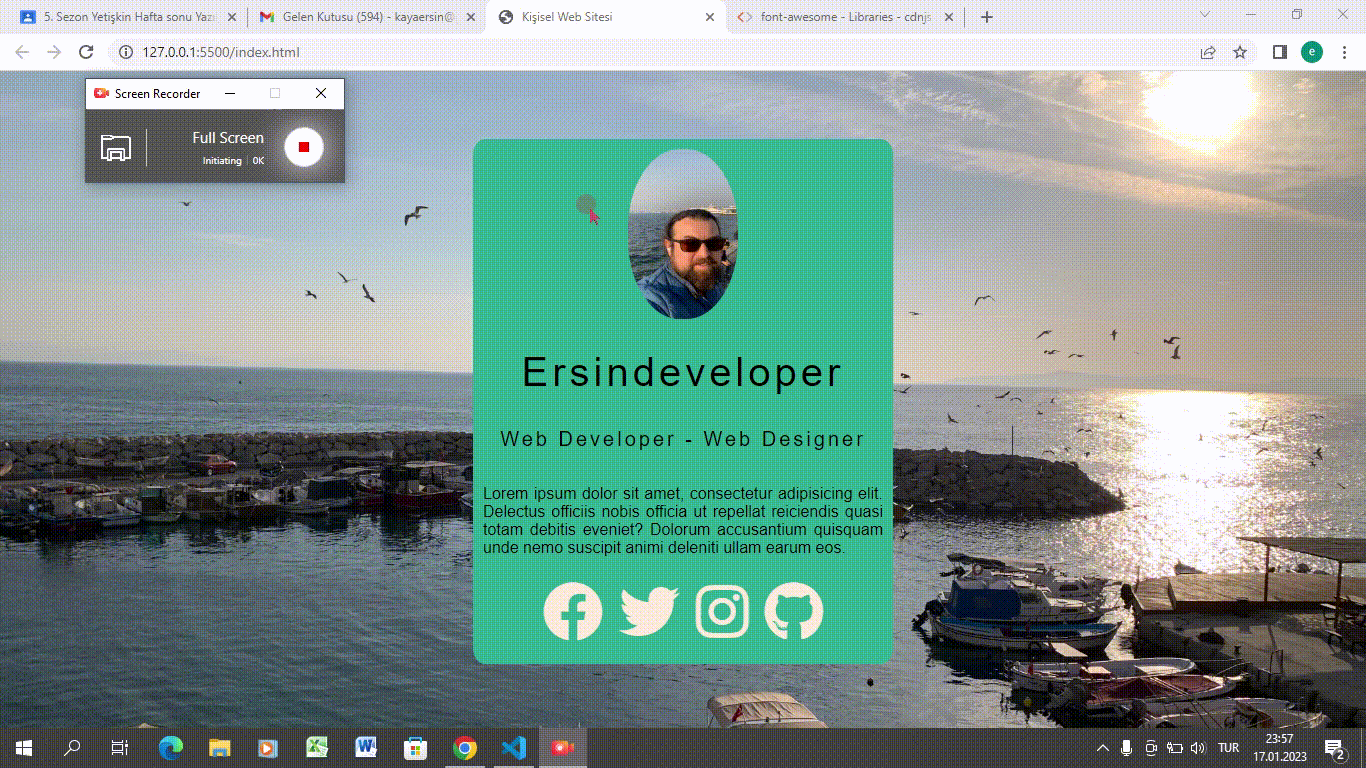 5. Sezon Yetişkin Hafta sonu Yazı
Gelen Kutusu (594) - kayaersin@
Kişisel Web Sitesi
font-awesome - Libraries - cdnjs
127.0.0.1:5500/index.html
e
Screen Recorder
Full Screen
Initiating | 0K
Ersindeveloper
Web Developer - Web Designer
Lorem ipsum dolor sit amet, consectetur adipisicing elit.
Delectus officiis nobis officia ut repellat reiciendis quasi
totam debitis eveniet? Dolorum accusantium quisquam
unde nemo suscipit animi deleniti ullam earum eos.
TUR
23:57
17.01.2023
2